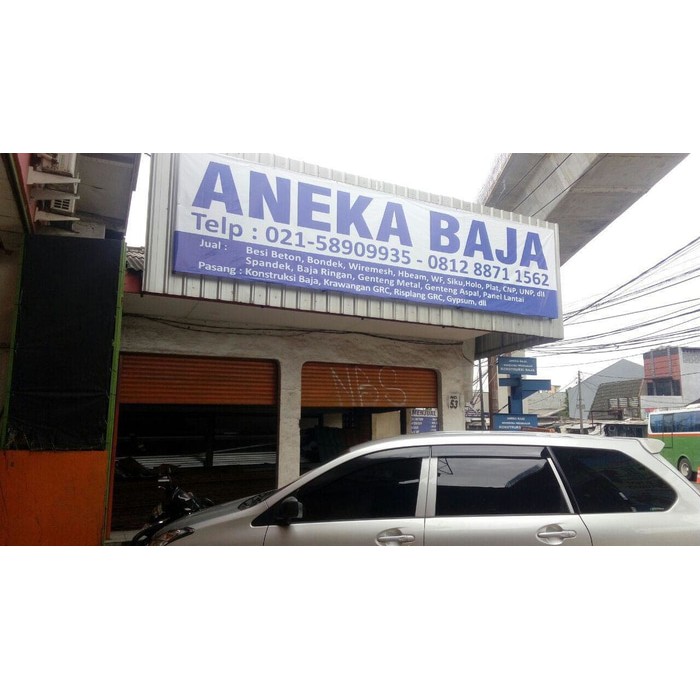 ANEKA BAJA
Telp : 021-58909935 - 0812 8871 1562
Jual : Besi Beton, Bondek, Wiremesh, Hbeam, WF, Siku, Holo, Plat, CNP, UNP, dll
Spandek, Baja Ringan, Genteng Metal, Genteng Aspal, Panel Lantai
Pasang : Konstruksi Baja, Krawangan GRC, Risplang GRC, Gypsum, dll
NAS
53
MENJUAL